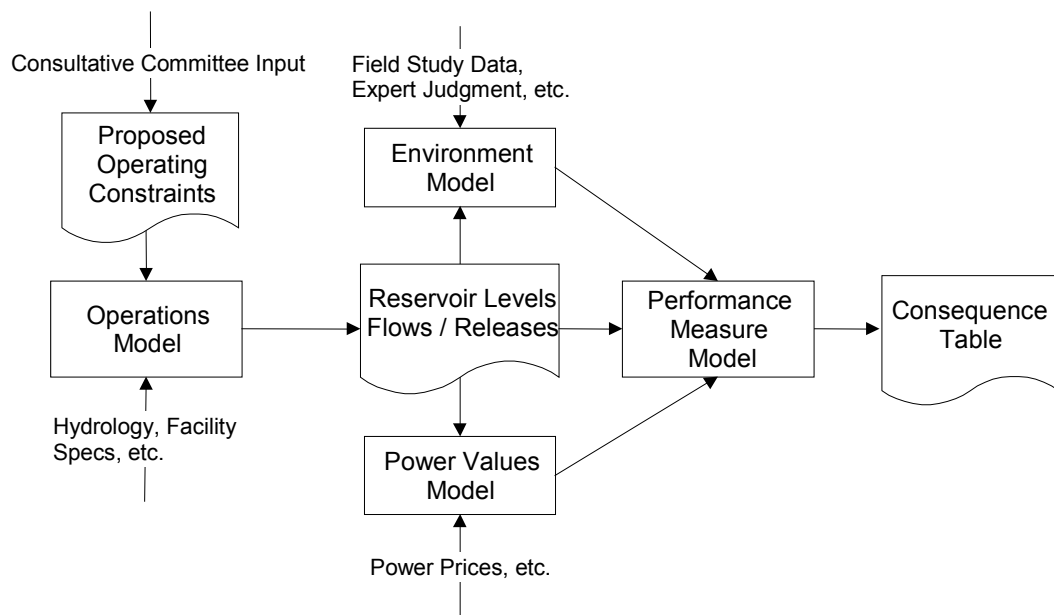 Consultative Committee Input
Proposed
Operating
Constraints
Operations
Model
Hydrology, Facility
Specs, etc.
Field Study Data,
Expert Judgment, etc.
Environment
Model
Reservoir Levels
Flows / Releases
Power Values
Model
Power Prices, etc.
Performance
Measure
Model
Consequence
Table